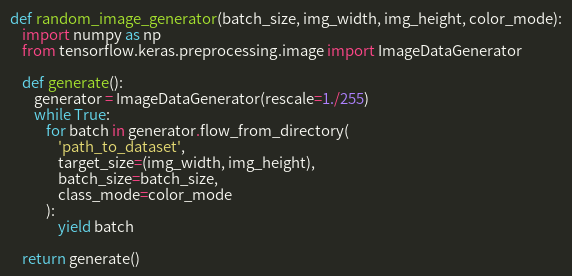 def random_image_generator(batch_size, img_width, img_height, color_mode):
    import numpy as np
    from tensorflow.keras.preprocessing.image import ImageDataGenerator

    def generate():
        generator = ImageDataGenerator(rescale=1./255)
        while True:
            for batch in generator.flow_from_directory(
                'path_to_dataset',
                target_size=(img_width, img_height),
                batch_size=batch_size,
                class_mode=color_mode
            ):
                yield batch

    return generate()